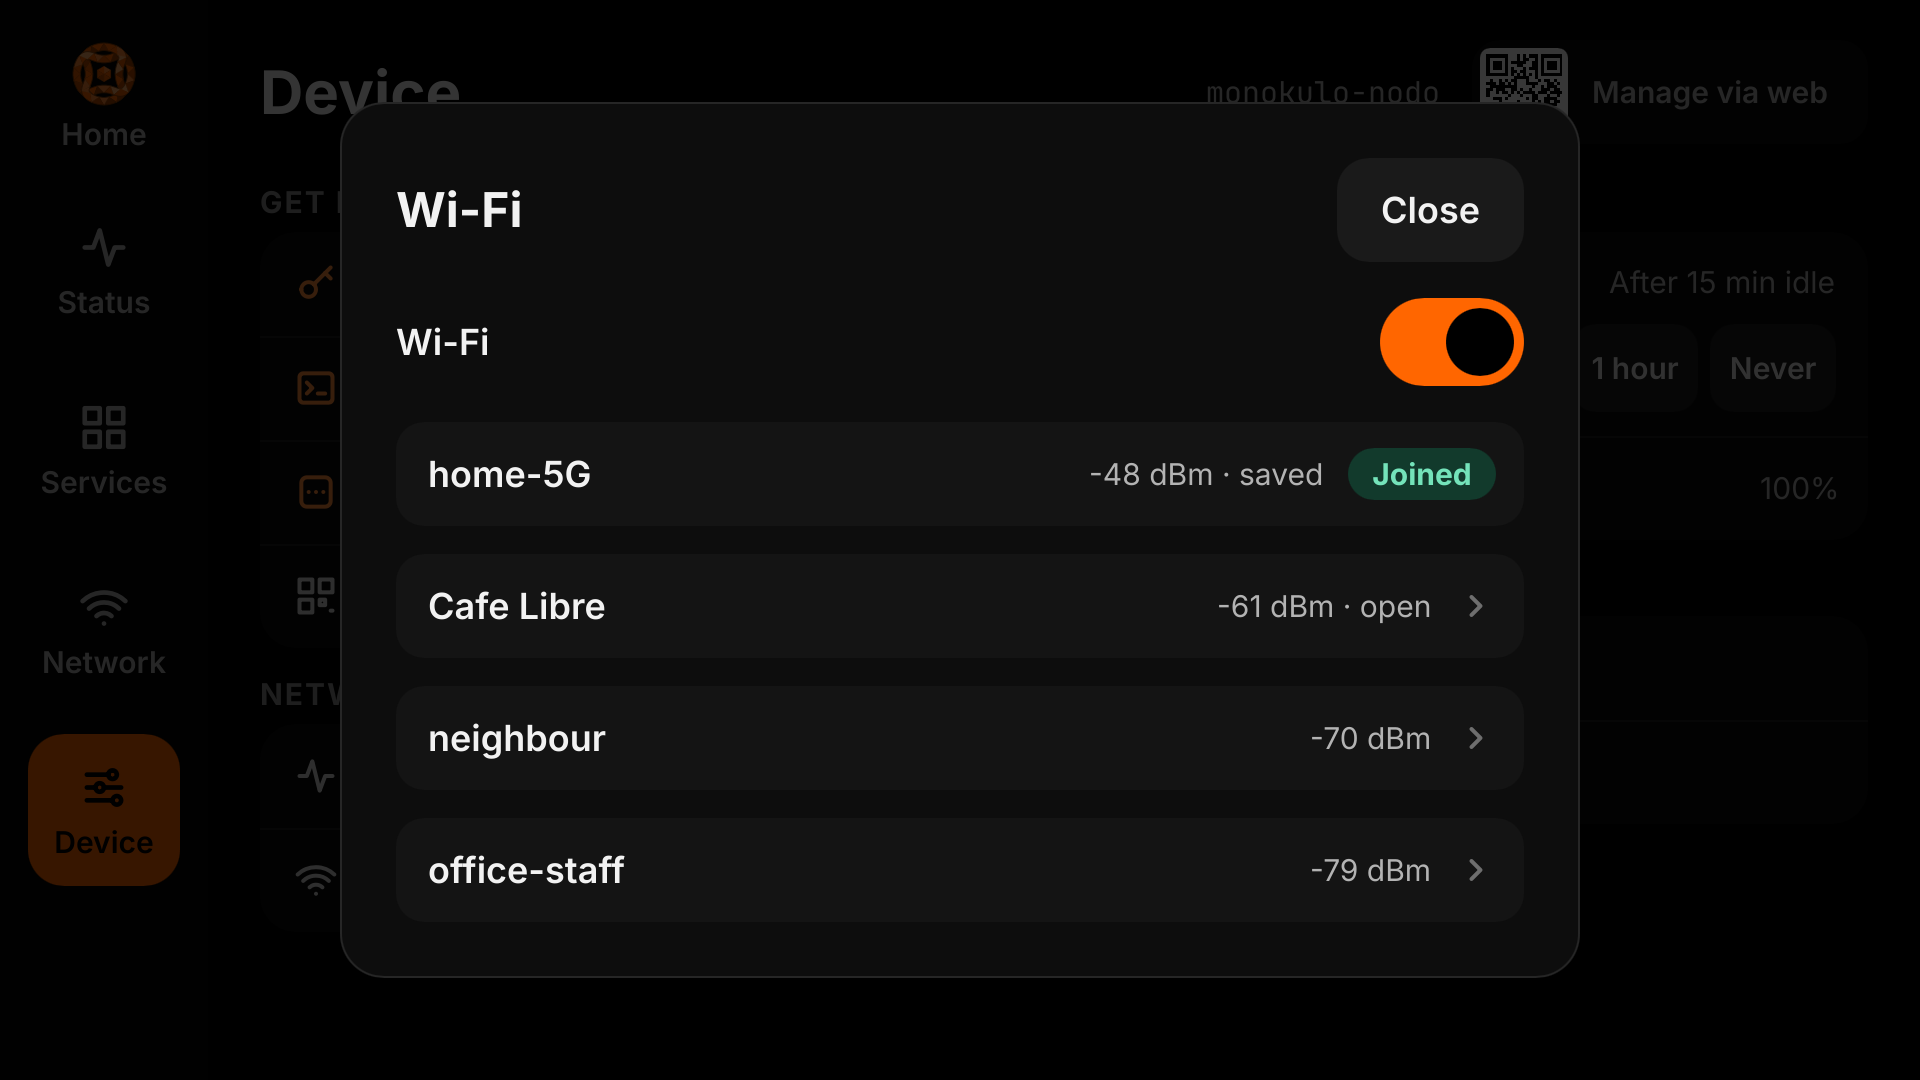 Home
Device
monokulo-nodo
Manage via web
Wi-Fi
Close
GET
Status
After 15 min idle
Wi-Fi
1 hour
Never
home-5G
-48 dBm · saved
Joined
Services
100%
Cafe Libre
-61 dBm · open
Network
neighbour
-70 dBm
Device
office-staff
-79 dBm